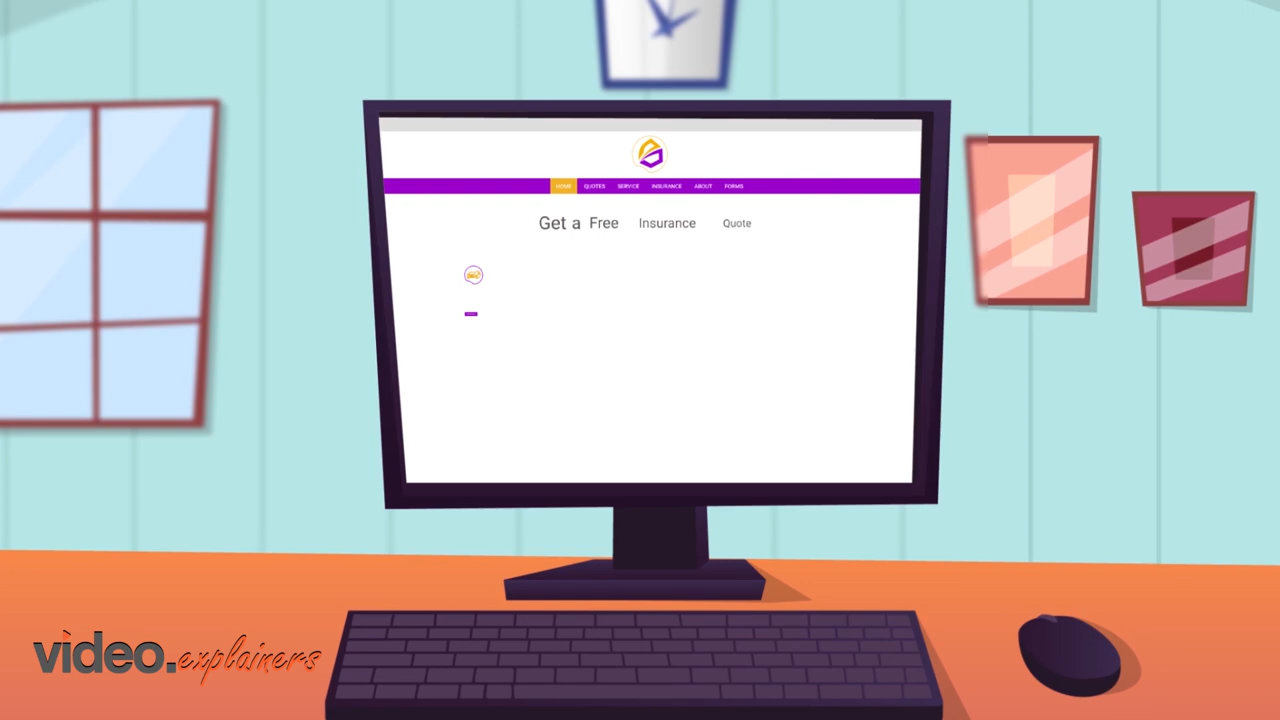 HOME QUOTES SERVICE INSURANCE ABOUT FORMS
Get a Free Insurance Quote
video.explainers